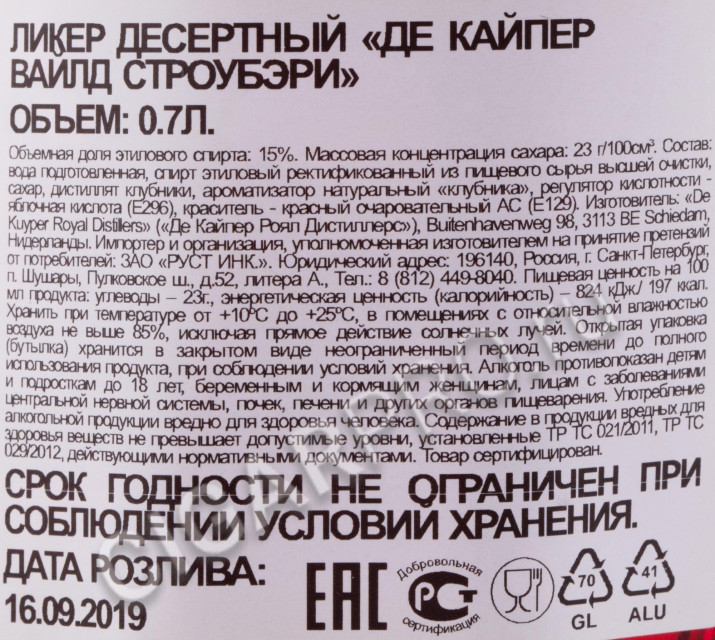 ЛИКЕР ДЕСЕРТНЫЙ «ДЕ КАЙПЕР
ВАЙЛД СТРОУБЭРИ»
ОБЪЕМ: 0.7Л.
Объемная доля этилового спирта: 15%. Массовая концентрация сахара: 23 г/100см³. Состав:
вода подготовленная, спирт этиловый ректификованный из пищевого сырья высшей очистки,
сахар, дистиллят клубники, ароматизатор натуральный «клубника», регулятор кислотности -
яблочная кислота (Е296), краситель - красный очаровательный АС (Е129). Изготовитель: «De
Kuyper Royal Distillers» («Де Кайпер Роял Дистиллерс»), Buitenhavenweg 98, 3113 BE Schiedam,
Нидерланды. Импортер и организация, уполномоченная изготовителем на принятие претензий
от потребителей: ЗАО «РУСТ ИНК.». Юридический адрес: 196140, Россия, г. Санкт-Петербург,
п. Шушары, Пулковское ш., д.52, литера А., Тел.: 8 (812) 449-8040. Пищевая ценность на 100
мл продукта: углеводы – 23г., энергетическая ценность (калорийность) – 824 кДж/ 197 ккал.
Хранить при температуре от +10ºС до +25ºС, в помещениях с относительной влажностью
воздуха не выше 85%, исключая прямое действие солнечных лучей. Открытая упаковка
(бутылка) хранится в закрытом виде неограниченный период времени до полного
использования продукта, при соблюдении условий хранения. Алкоголь противопоказан детям
и подросткам до 18 лет, беременным и кормящим женщинам, лицам с заболеваниями
центральной нервной системы, почек, печени и других органов пищеварения. Употребление
алкогольной продукции вредно для здоровья человека. Содержание в продукции вредных для
здоровья веществ не превышает допустимые уровни, установленные ТР ТС 021/2011, ТР ТС
029/2012, действующими нормативными документами. Товар сертифицирован.
СРОК ГОДНОСТИ НЕ ОГРАНИЧЕН ПРИ
СОБЛЮДЕНИИ УСЛОВИЙ ХРАНЕНИЯ.
ДАТА РОЗЛИВА:
16.09.2019
EAC
Добровольная
РСТ
сертификация
70
GL
41
ALU
CIGARPRO.ru